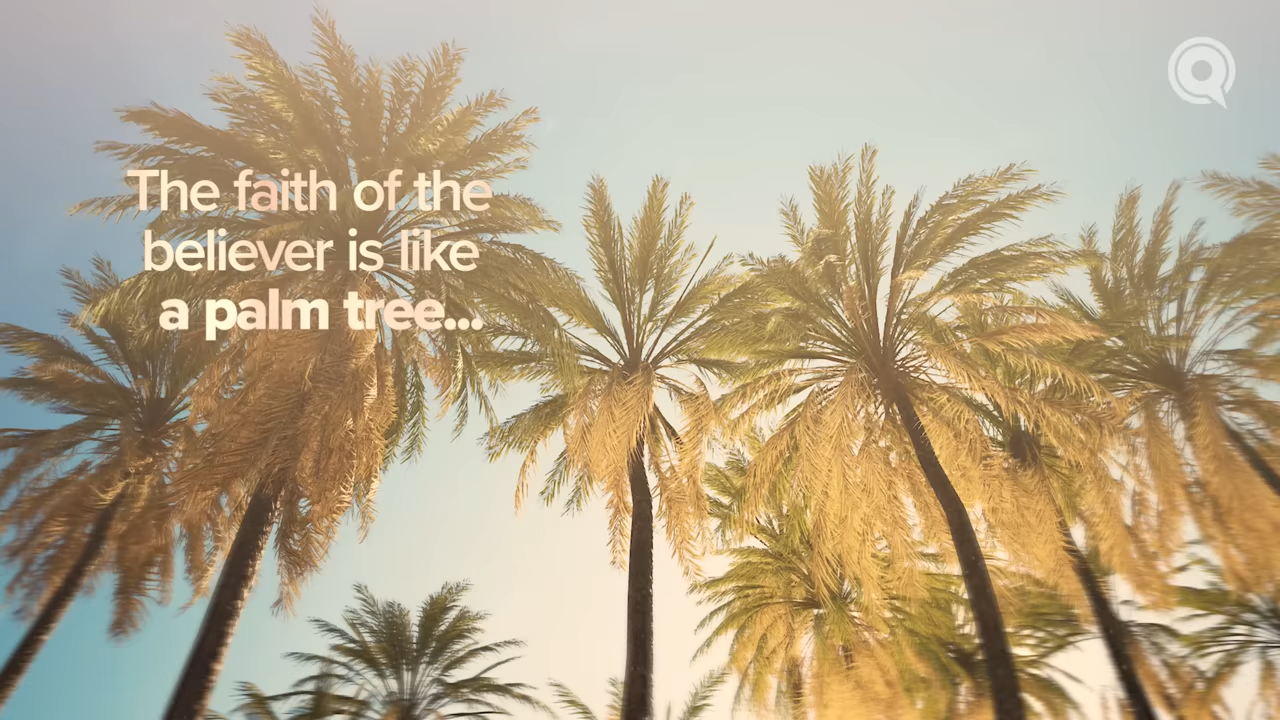 The faith of the
believer is like
a palm tree...